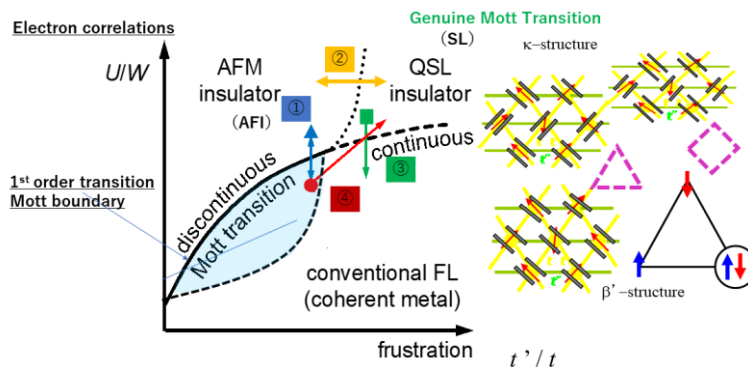 Electron correlations
Genuine Mott Transition
(SL)
κ-structure
U/W
②
AFM
insulator
(AFI)
QSL
insulator
①
t'
continuous
③
1st order transition
Mott boundary
discontinuous
Mott transition
④
conventional FL
(coherent metal)
t'
t'
β'-structure
frustration
t'/t